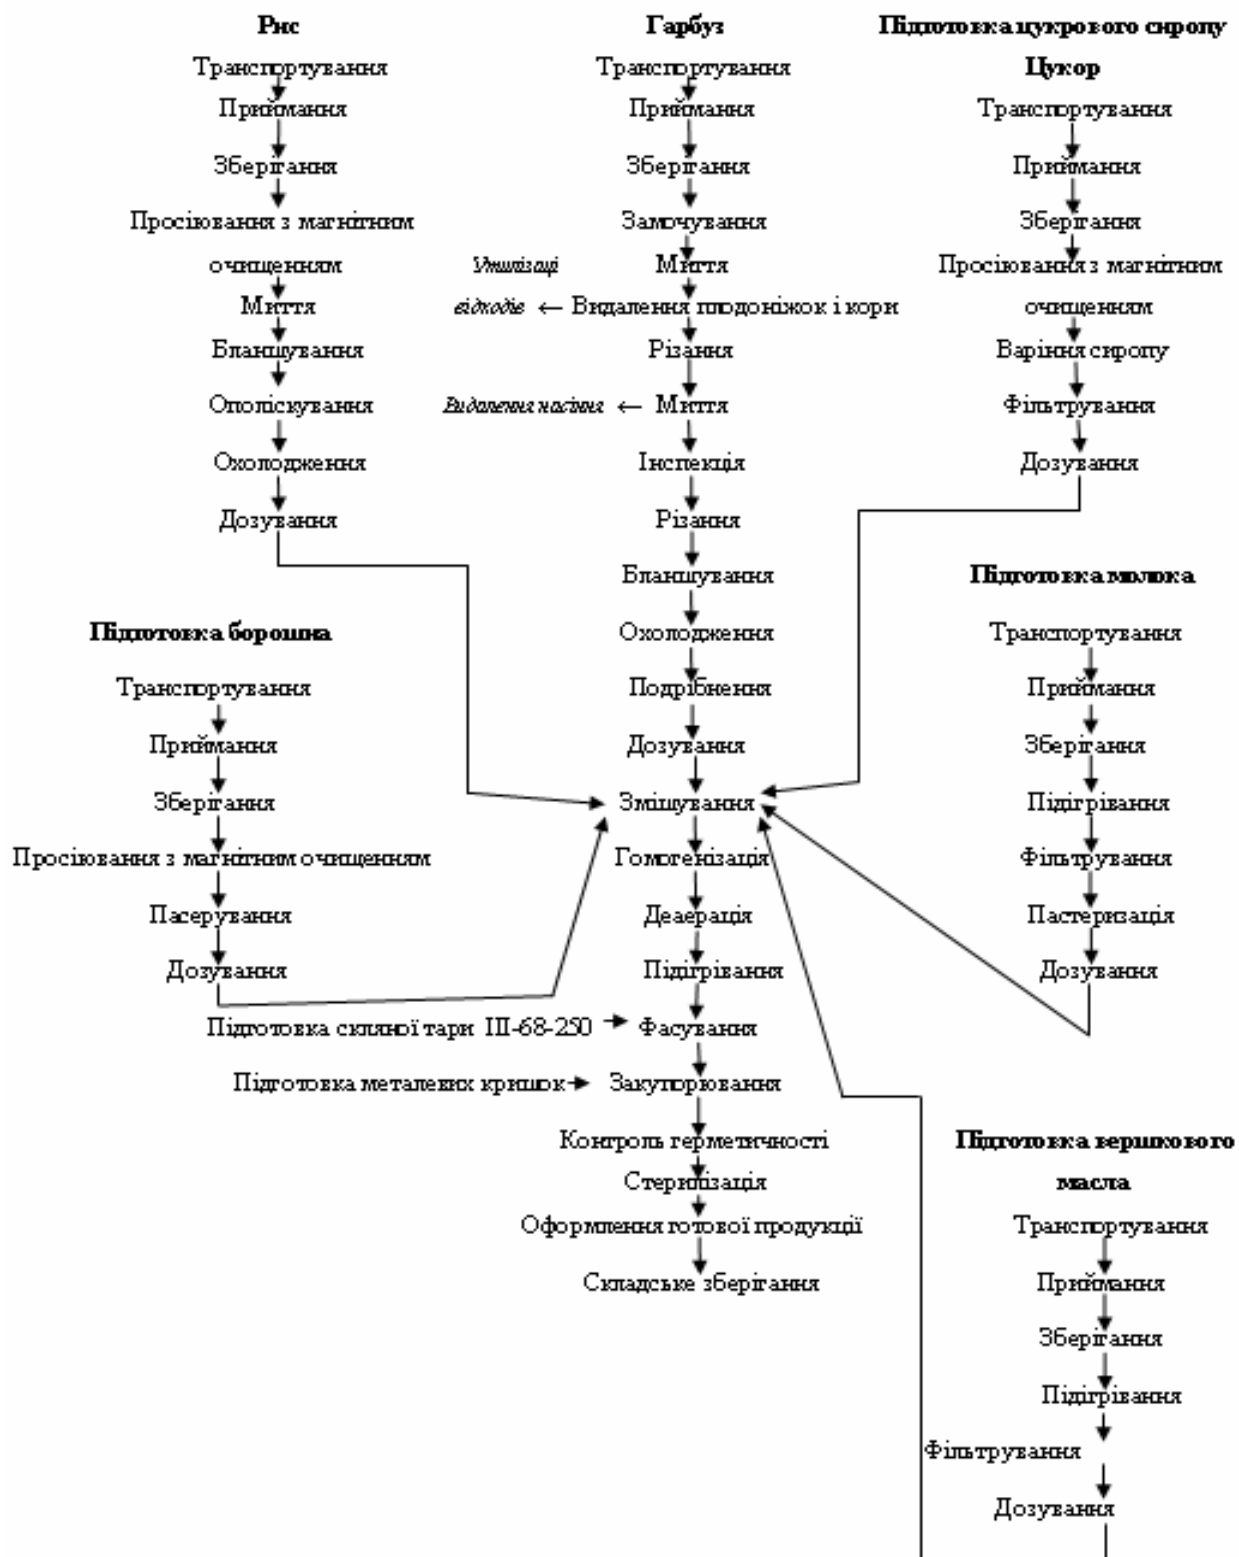 Рис
Транспортування
Приймання
Зберігання
Просіювання з магнітним
очищенням
Миття
Бланшування
Ополіскування
Охолодження
Дозування
Гарбуз
Транспортування
Приймання
Зберігання
Замочування
Миття
Утилізаці
відходів ← Видалення плодоніжок і кори
Різання
Видалення насіння ← Миття
Інспекція
Різання
Бланшування
Охолодження
Подрібнення
Дозування
Змішування
Гомогенізація
Деаерація
Підігрівання
Підготовка скляної тари III-68-250 → Фасування
Підготовка металевих кришок → Закупорювання
Контроль герметичності
Стерилізація
Оформлення готової продукції
Складське зберігання
Підготовка цукрового сиропу
Цукор
Транспортування
Приймання
Зберігання
Просіювання з магнітним
очищенням
Варіння сиропу
Фільтрування
Дозування
Підготовка борошна
Транспортування
Приймання
Зберігання
Просіювання з магнітним очищенням
Пасерування
Дозування
Підготовка молока
Транспортування
Приймання
Зберігання
Підігрівання
Фільтрування
Пастеризація
Дозування
Підготовка вершкового
масла
Транспортування
Приймання
Зберігання
Підігрівання
Фільтрування
Дозування